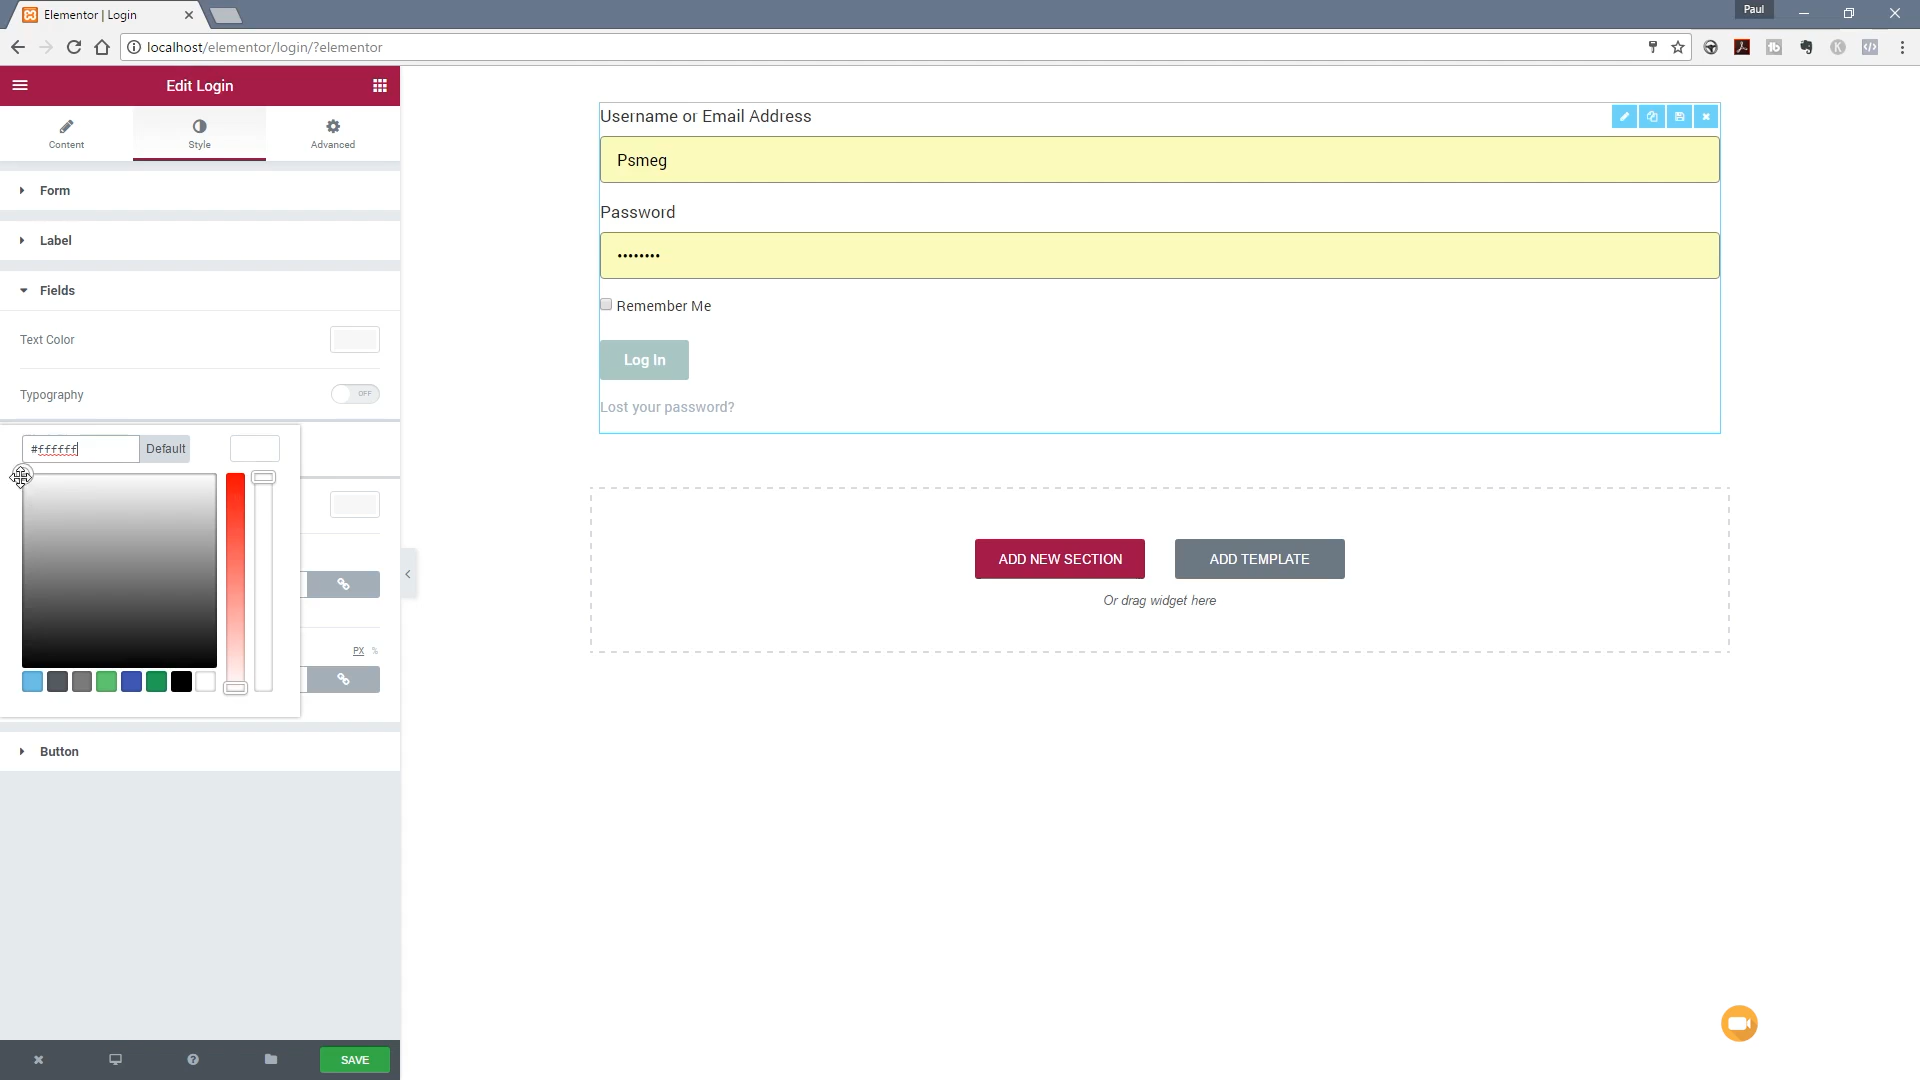 Elementor | Login
Paul
localhost/elementor/login/?elementor
Edit Login
Content
Style
Advanced
Form
Label
Fields
Text Color
Typography
OFF
#ffffff
Default
PX %
Button
SAVE
Username or Email Address
Psmeg
Password
••••••••
Remember Me
Log In
Lost your password?
ADD NEW SECTION
ADD TEMPLATE
Or drag widget here